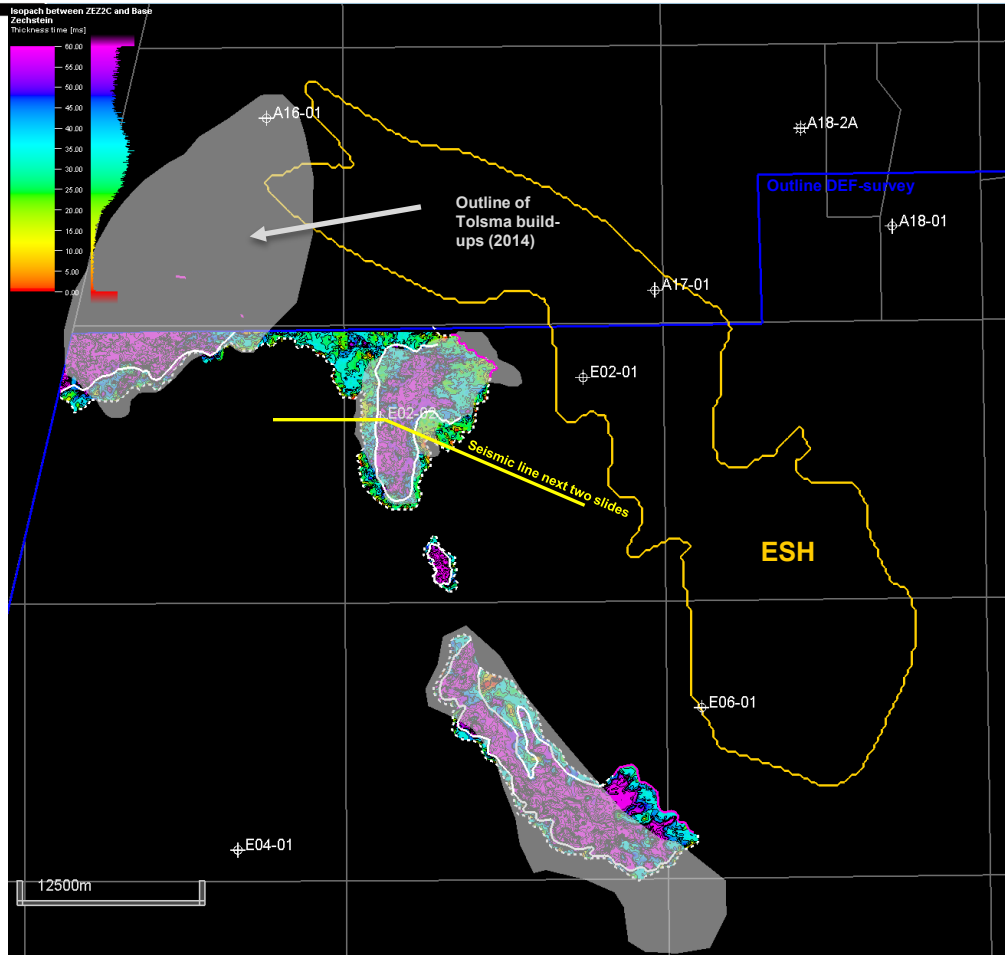 Isopach between ZEZ2C and Base
Zechstein
Thickness time [ms]
60.00
55.00
50.00
45.00
40.00
35.00
30.00
25.00
20.00
15.00
10.00
5.00
0.00
A16-01
A18-2A
Outline DEF-survey
A18-01
Outline of
Tolsma build-
ups (2014)
A17-01
E02-01
Seismic line next two slides
ESH
E06-01
E04-01
12500m